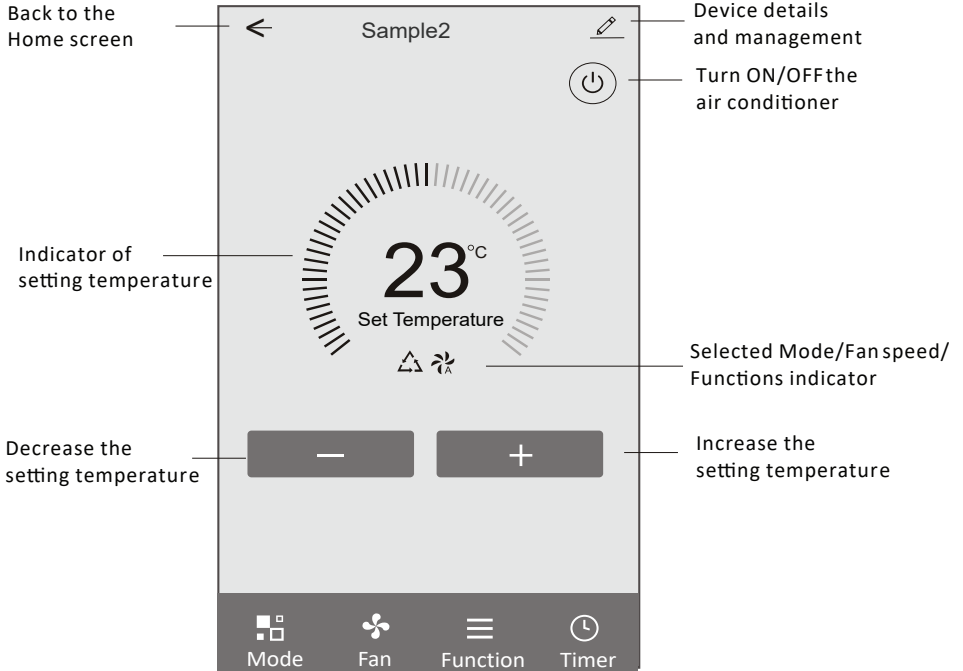 Back to the
Home screen
Sample2
Device details
and management
Turn ON/OFFthe
air conditioner
Indicator of
setting temperature
23°C
Set Temperature
A
Selected Mode/Fan speed/
Functions indicator
Decrease the
setting temperature
−
+
Increase the
setting temperature
Mode
Fan
Function
Timer